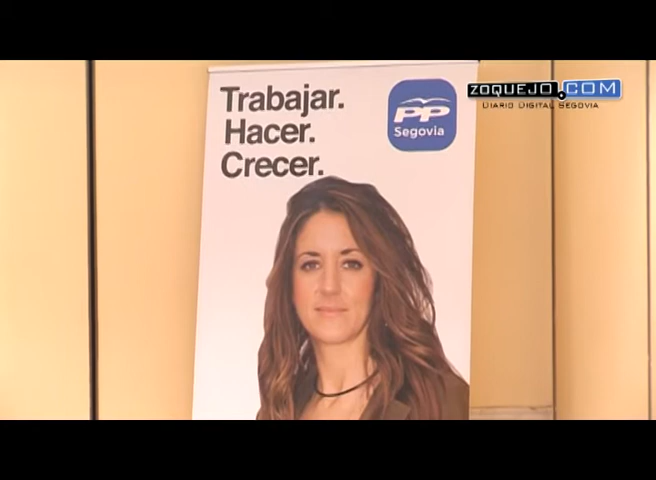 Trabajar.
Hacer.
Crecer.
PP
Segovia
ZOQUEJO.COM
DIARIO DIGITAL SEGOVIA